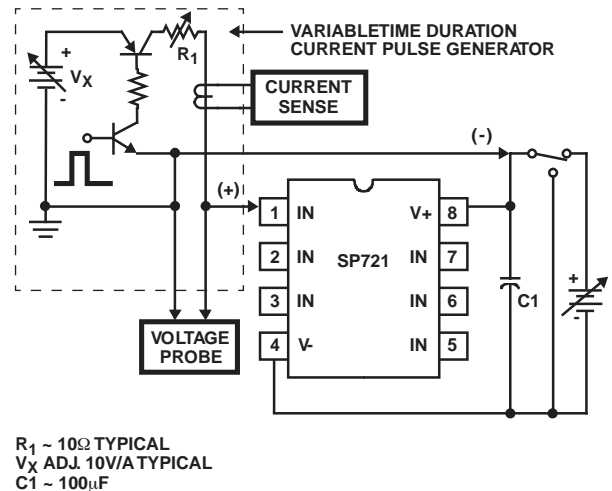 VARIABLETIME DURATION
CURRENT PULSE GENERATOR
+
VX
-
R1
CURRENT
SENSE
(-)
(+)
1 IN V+ 8
2 IN SP721 IN 7
3 IN IN 6
4 V- IN 5
C1
+
-
VOLTAGE
PROBE
R1 ~ 10Ω TYPICAL
VX ADJ. 10V/A TYPICAL
C1 ~ 100μF